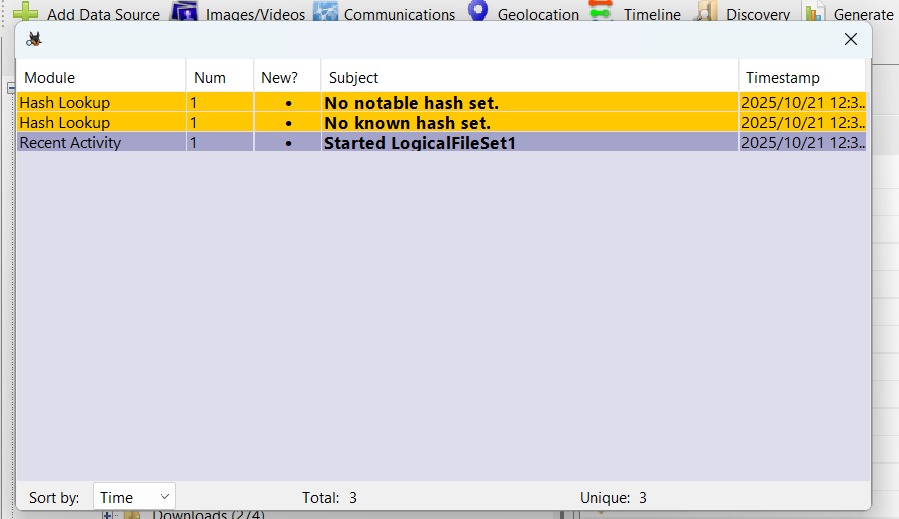 Add Data Source Images/Videos Communications Geolocation Timeline Discovery Generate
Module Num New? Subject Timestamp
Hash Lookup 1 • No notable hash set. 2025/10/21 12:3...
Hash Lookup 1 • No known hash set. 2025/10/21 12:3...
Recent Activity 1 • Started LogicalFileSet1 2025/10/21 12:3...
Sort by: Time Total: 3 Unique: 3
Downloads (2/4)